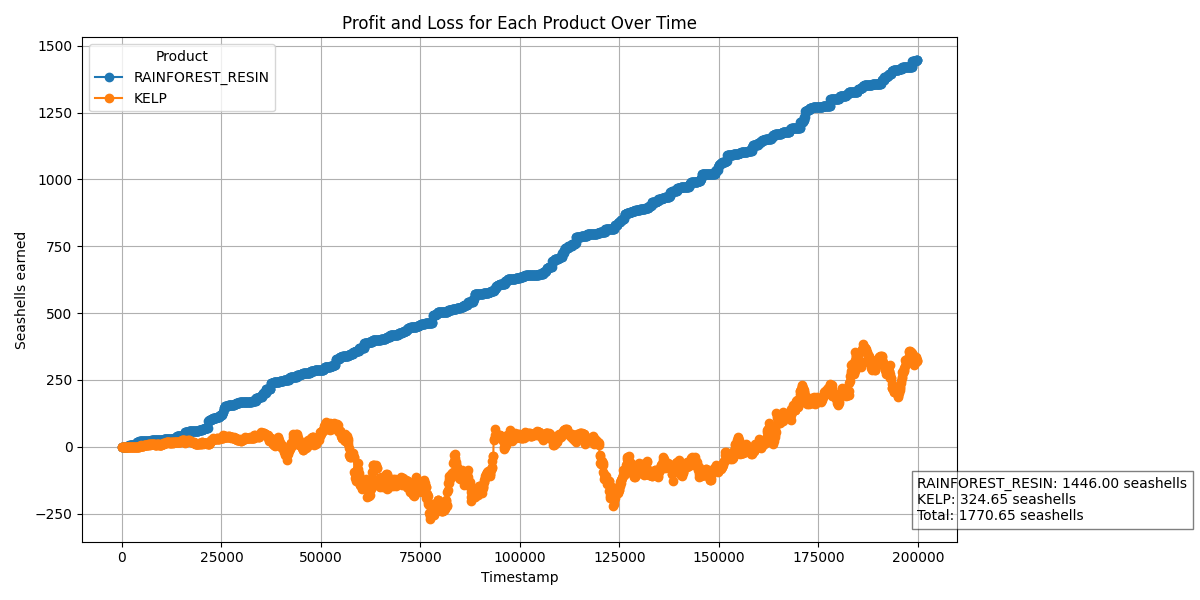 Profit and Loss for Each Product Over Time
Product
RAINFOREST_RESIN
KELP
Seashells earned
1500
1250
1000
750
500
250
0
−250
0
25000
50000
75000
100000
125000
150000
175000
200000
Timestamp
RAINFOREST_RESIN: 1446.00 seashells
KELP: 324.65 seashells
Total: 1770.65 seashells